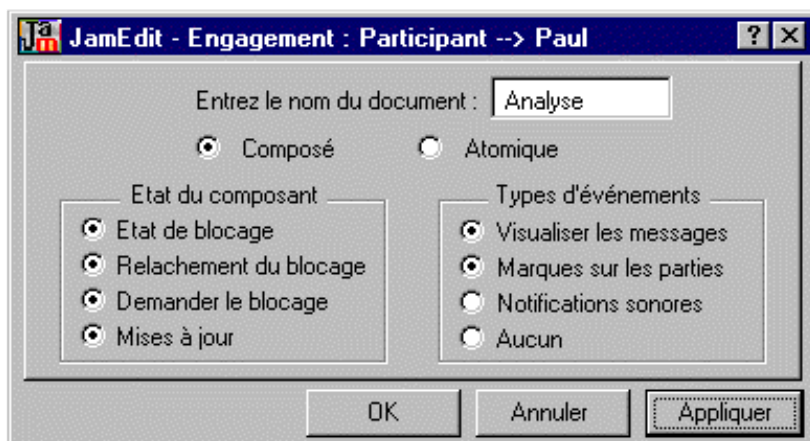 Jam JamEdit - Engagement : Participant --> Paul ? X
Entrez le nom du document : Analyse
Composé Atomique
Etat du composant
Etat de blocage
Relachement du blocage
Demander le blocage
Mises à jour
Types d'événements
Visualiser les messages
Marques sur les parties
Notifications sonores
Aucun
OK Annuler Appliquer